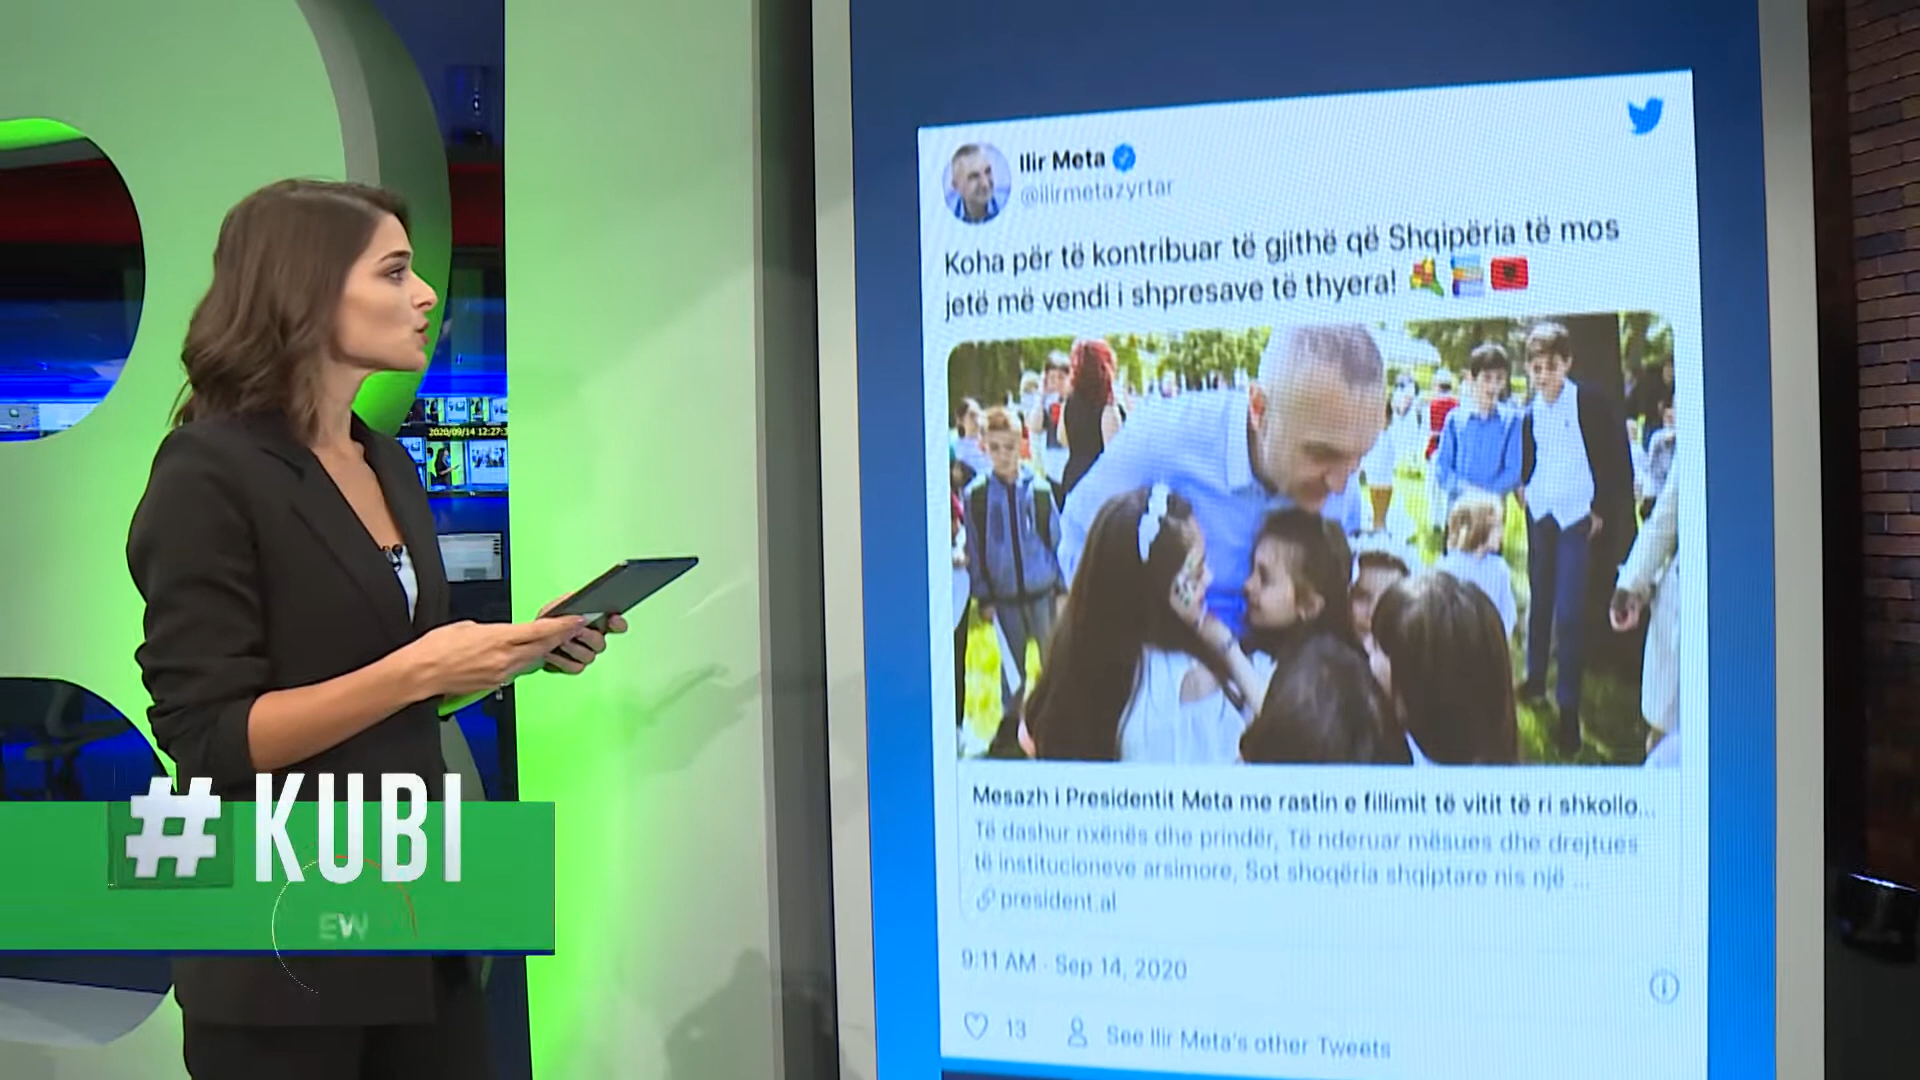 Ilir Meta
@ilirmetazyrtar
Koha për të kontribuar të gjithë që Shqipëria të mos
jetë më vendi i shpresave të thyera!
Mesazh i Presidentit Meta me rastin e fillimit të vitit të ri shkollo...
Të dashur nxënës dhe prindër, Të nderuar mësues dhe drejtues
të institucioneve arsimore, Sot shoqëria shqiptare nis një ...
president.al
9:11 AM · Sep 14, 2020
13
See Ilir Meta's other Tweets
2020/09/14 12:27:3
#KUBI